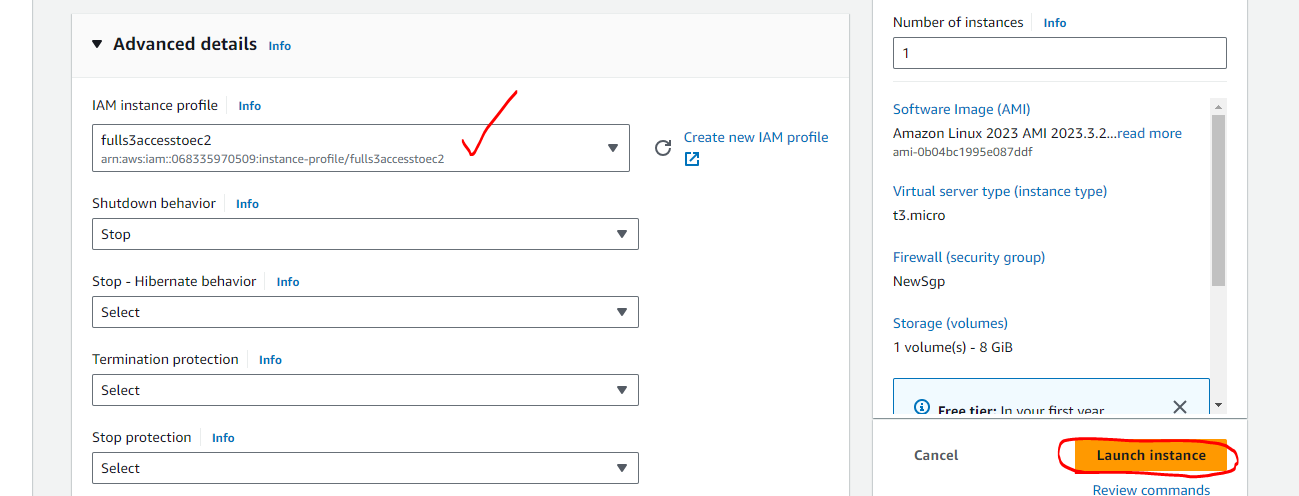 Advanced details Info
IAM instance profile Info
fulls3accesstoec2
arn:aws:iam::068335970509:instance-profile/fulls3accesstoec2
Create new IAM profile
Shutdown behavior Info
Stop
Stop - Hibernate behavior Info
Select
Termination protection Info
Select
Stop protection Info
Select
Number of instances Info
1
Software Image (AMI)
Amazon Linux 2023 AMI 2023.3.2...read more
ami-0b04bc1995e087ddf
Virtual server type (instance type)
t3.micro
Firewall (security group)
NewSgp
Storage (volumes)
1 volume(s) - 8 GiB
Free tier: In your first year
Cancel
Launch instance
Review commands